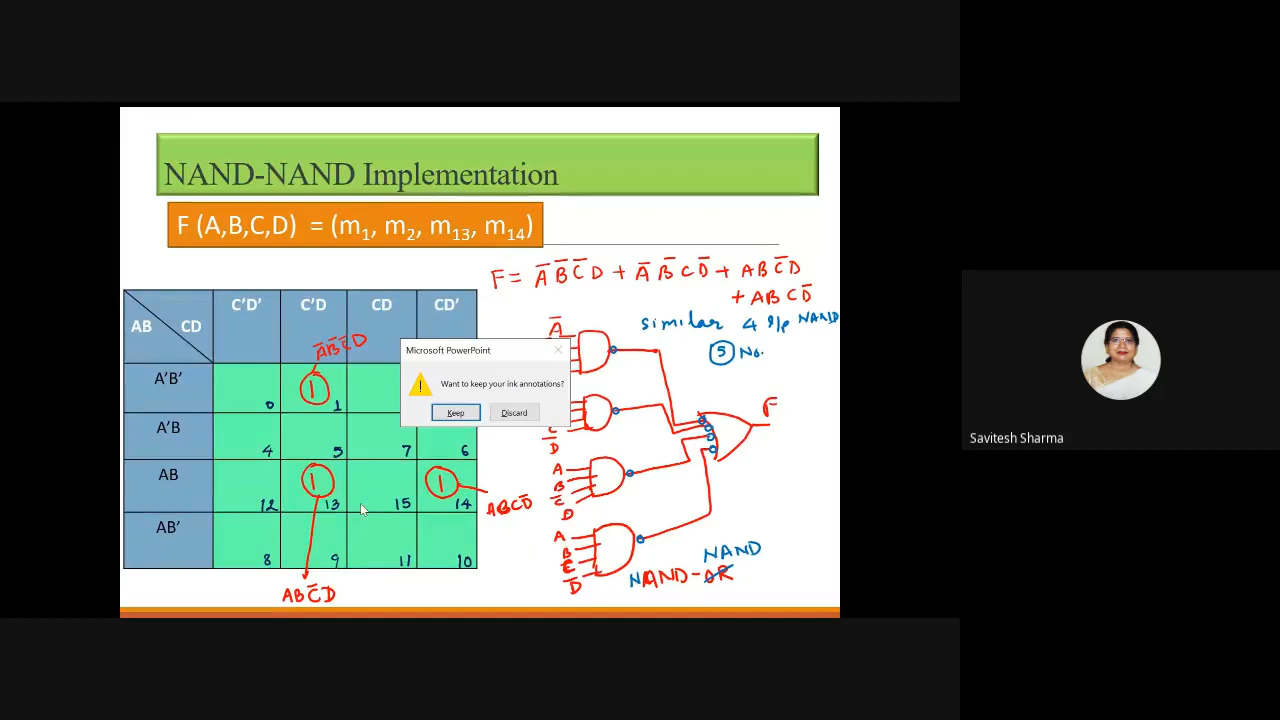 NAND-NAND Implementation
F (A,B,C,D) = (m₁, m₂, m₁₃, m₁₄)
F = A̅ B̅ C̅ D + A̅ B̅ C D̅ + A B C̅ D
+ A B C D̅
similar 4 i/p NAND
5 No.
AB CD C'D' C'D CD CD'
A̅B̅C̅D
A'B' 0 1 1
A'B 4 5 7 6
AB 12 1 13 15 1 14
AB' 8 9 11 10
ABCD̅
ABC̅D
Microsoft PowerPoint
Want to keep your ink annotations?
Keep Discard
A̅
C
D̅
A
B
C̅
D
A
B
D̅
F
NAND
NAND-OR
Savitesh Sharma